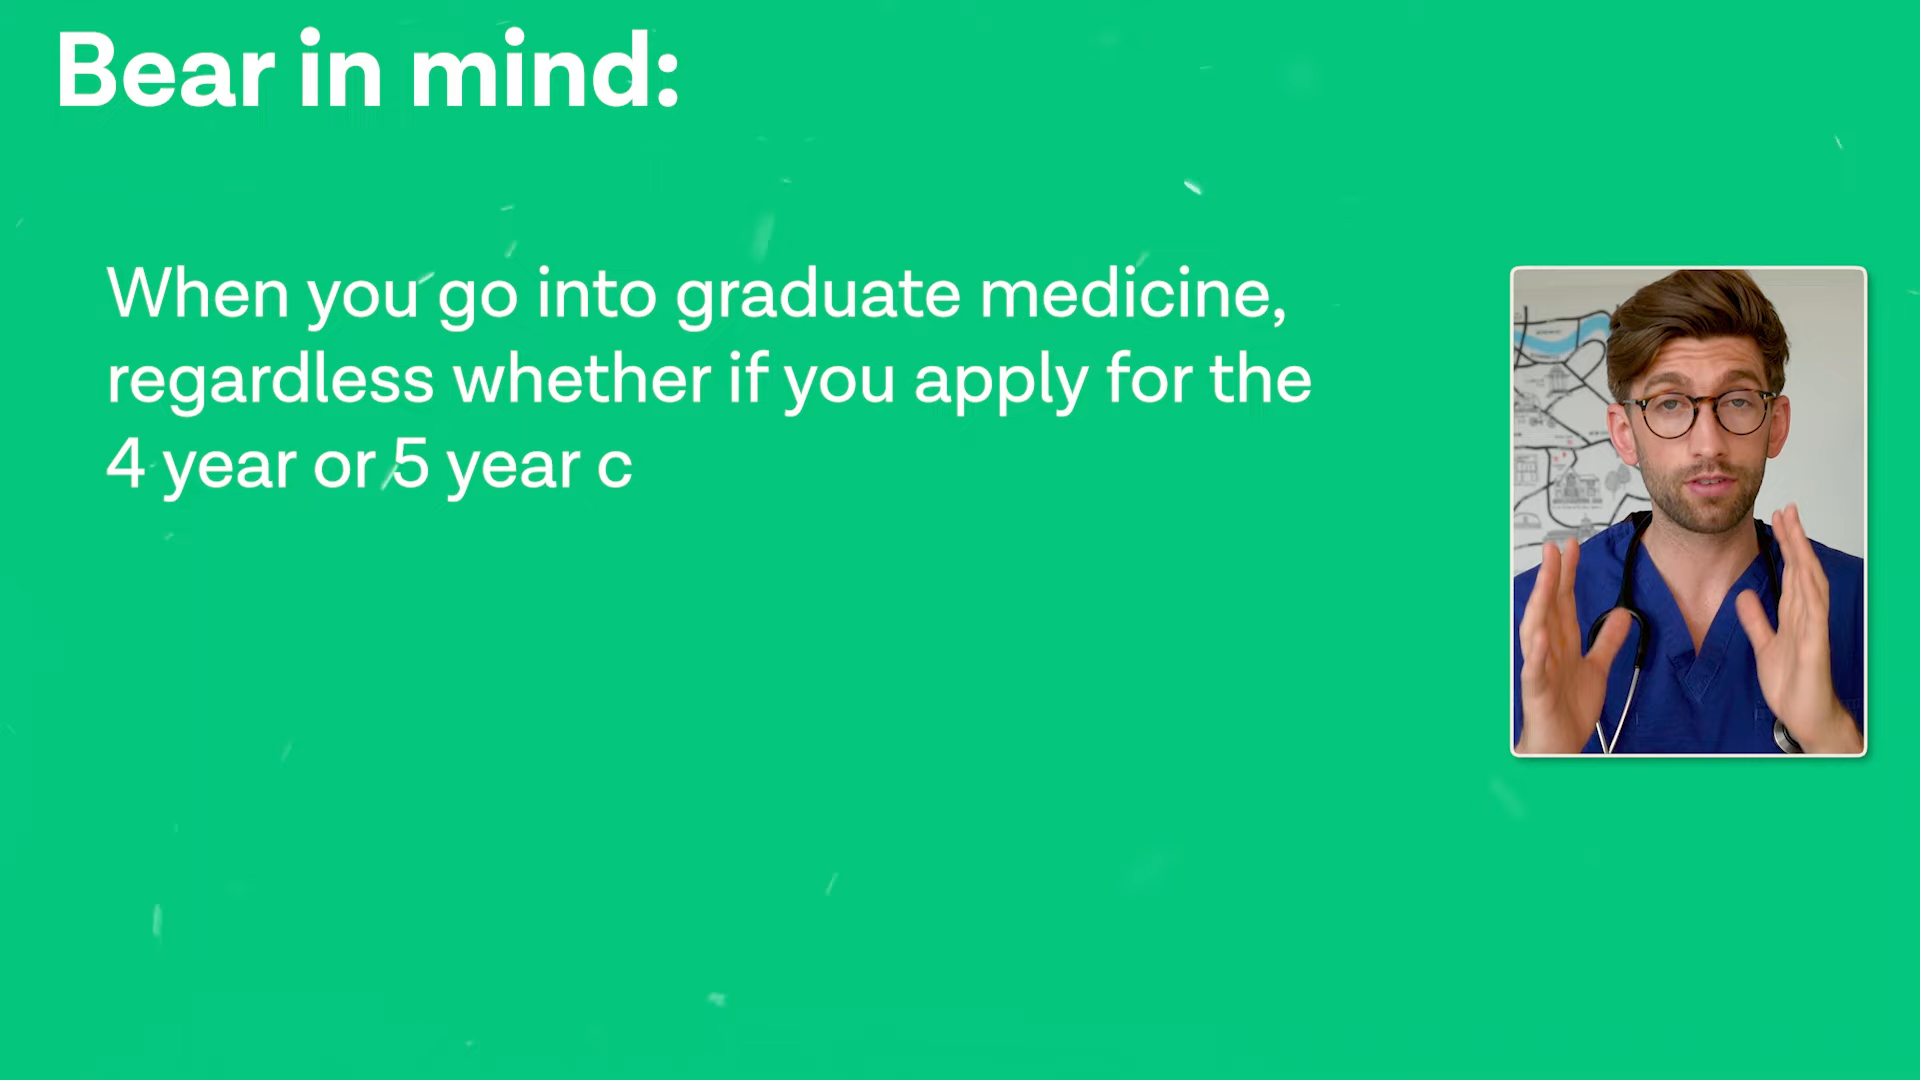 Bear in mind:
When you go into graduate medicine,
regardless whether if you apply for the
4 year or 5 year c